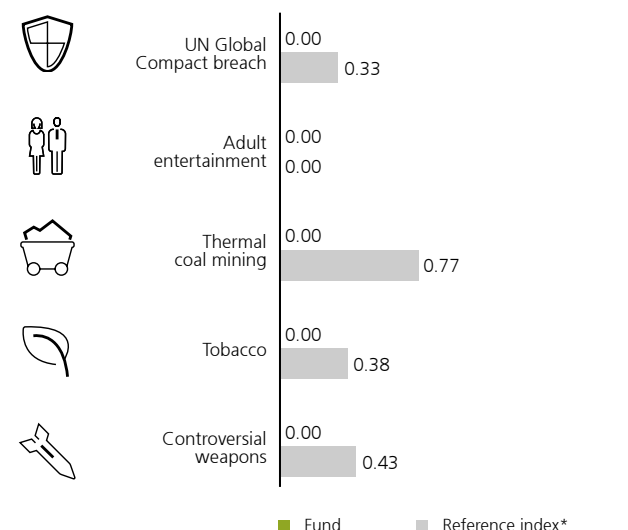 UN Global
Compact breach
0.00
0.33
Adult
entertainment
0.00
0.00
Thermal
coal mining
0.00
0.77
Tobacco
0.00
0.38
Controversial
weapons
0.00
0.43
Fund
Reference index*